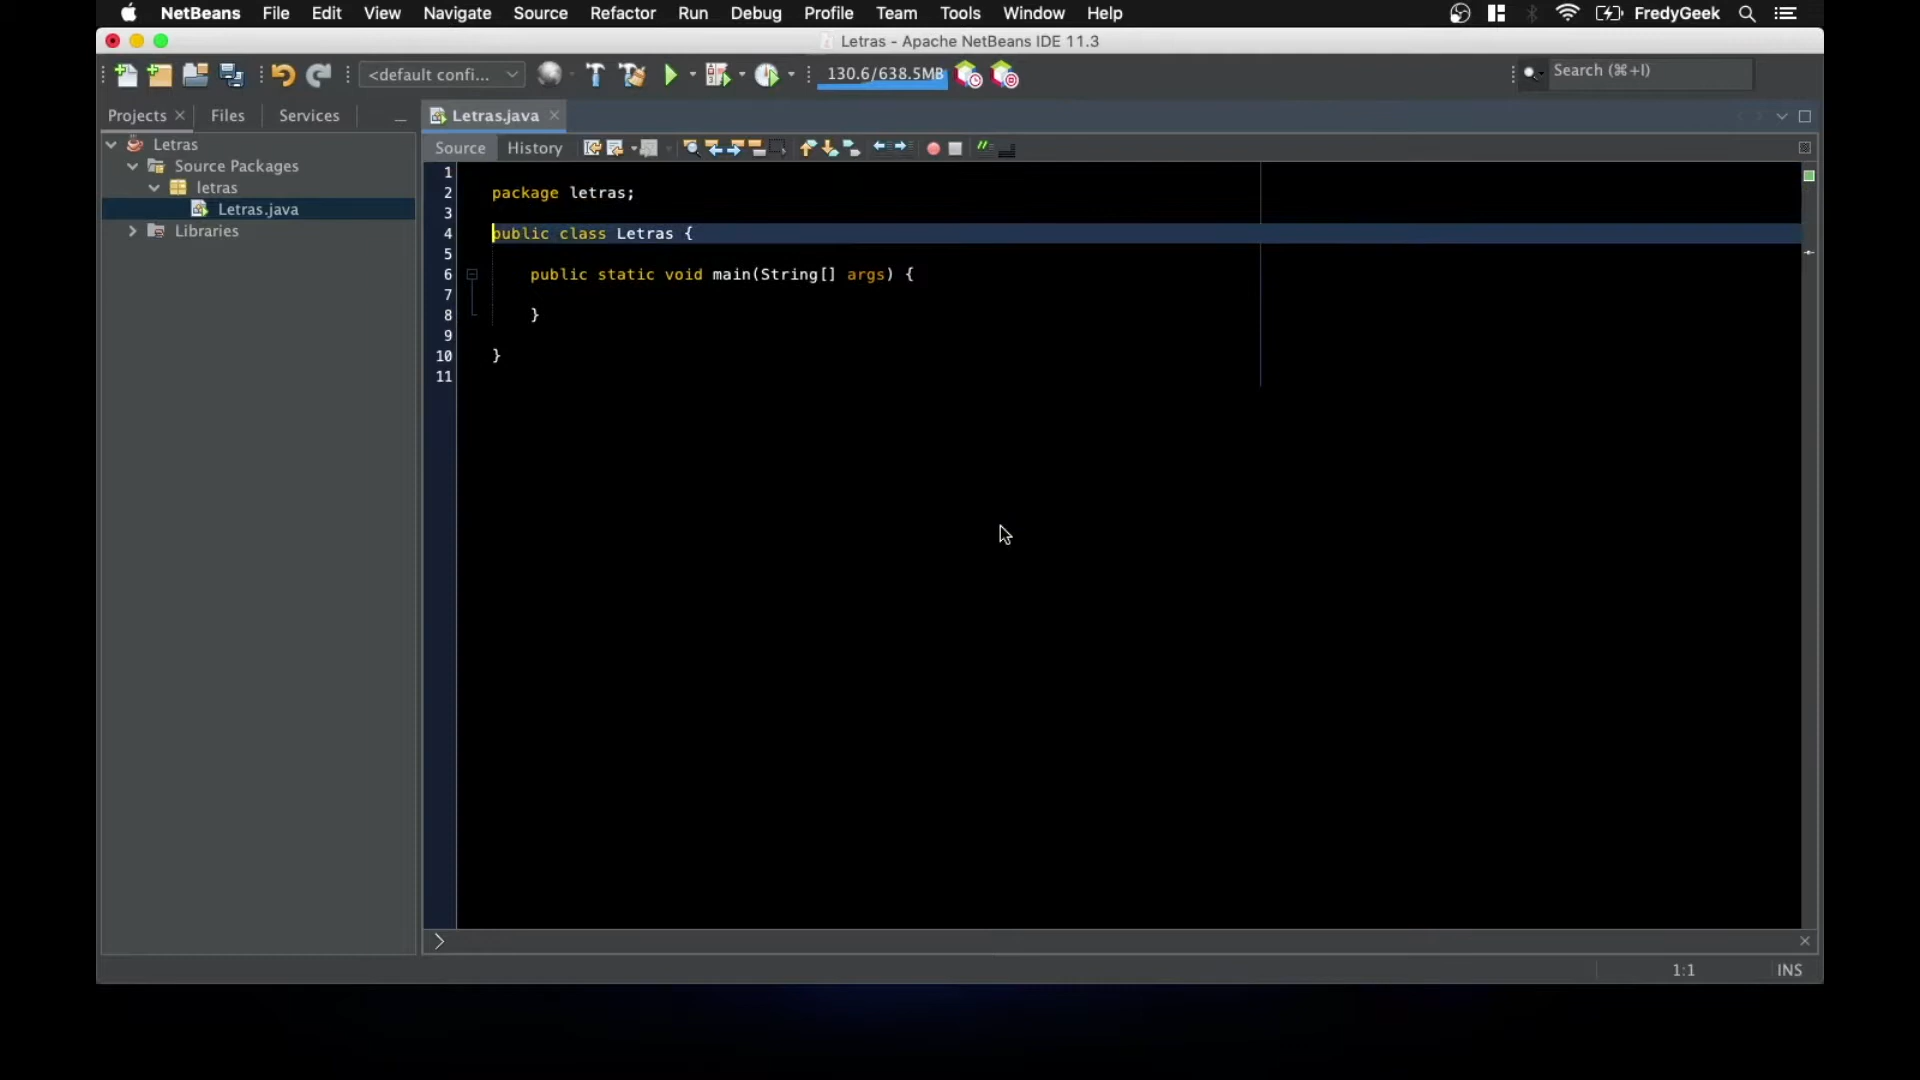 NetBeans File Edit View Navigate Source Refactor Run Debug Profile Team Tools Window Help FredyGeek
Letras - Apache NetBeans IDE 11.3
<default confi... 130.6/638.5MB Search (⌘+I)
Projects Files Services Letras.java
Source History
Letras
Source Packages
letras
Letras.java
Libraries
1
2 package letras;
3
4 public class Letras {
5
6 public static void main(String[] args) {
7
8 }
9
10 }
11
1:1 INS